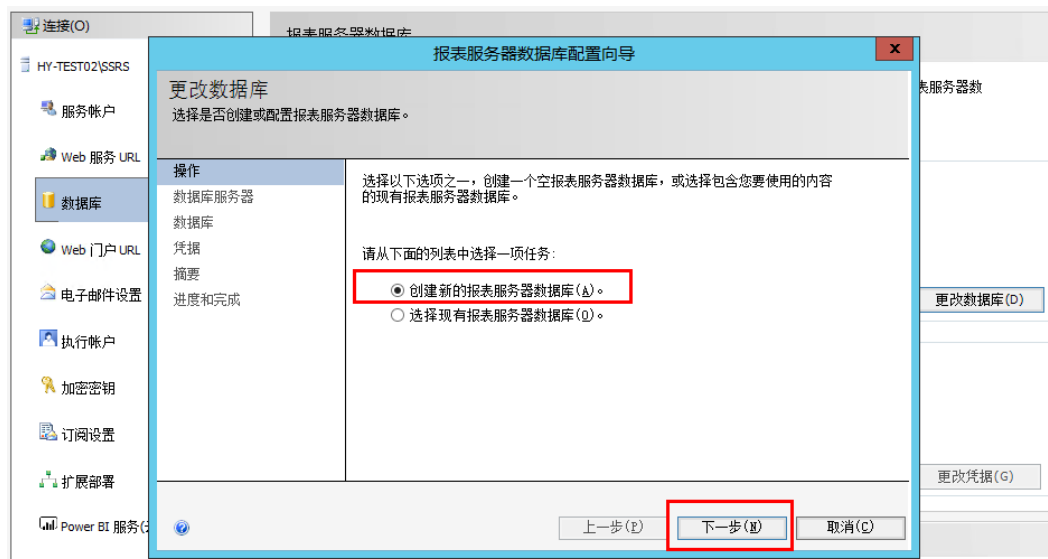 连接(O)
报表服务器数据库
报表服务器数据库配置向导
x
HY-TEST02\SSRS
更改数据库
选择是否创建或配置报表服务器数据库。
表服务器数
服务帐户
Web 服务 URL
数据库
Web 门户 URL
电子邮件设置
执行帐户
加密密钥
订阅设置
扩展部署
Power BI 服务(
操作
数据库服务器
数据库
凭据
摘要
进度和完成
选择以下选项之一，创建一个空报表服务器数据库，或选择包含您要使用的内容
的现有报表服务器数据库。
请从下面的列表中选择一项任务:
创建新的报表服务器数据库(A)。
选择现有报表服务器数据库(O)。
更改数据库(D)
更改凭据(G)
上一步(P)
下一步(N)
取消(C)